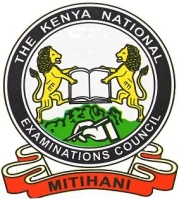 THE KENYA NATIONAL
EXAMINATIONS COUNCIL
MITIHANI